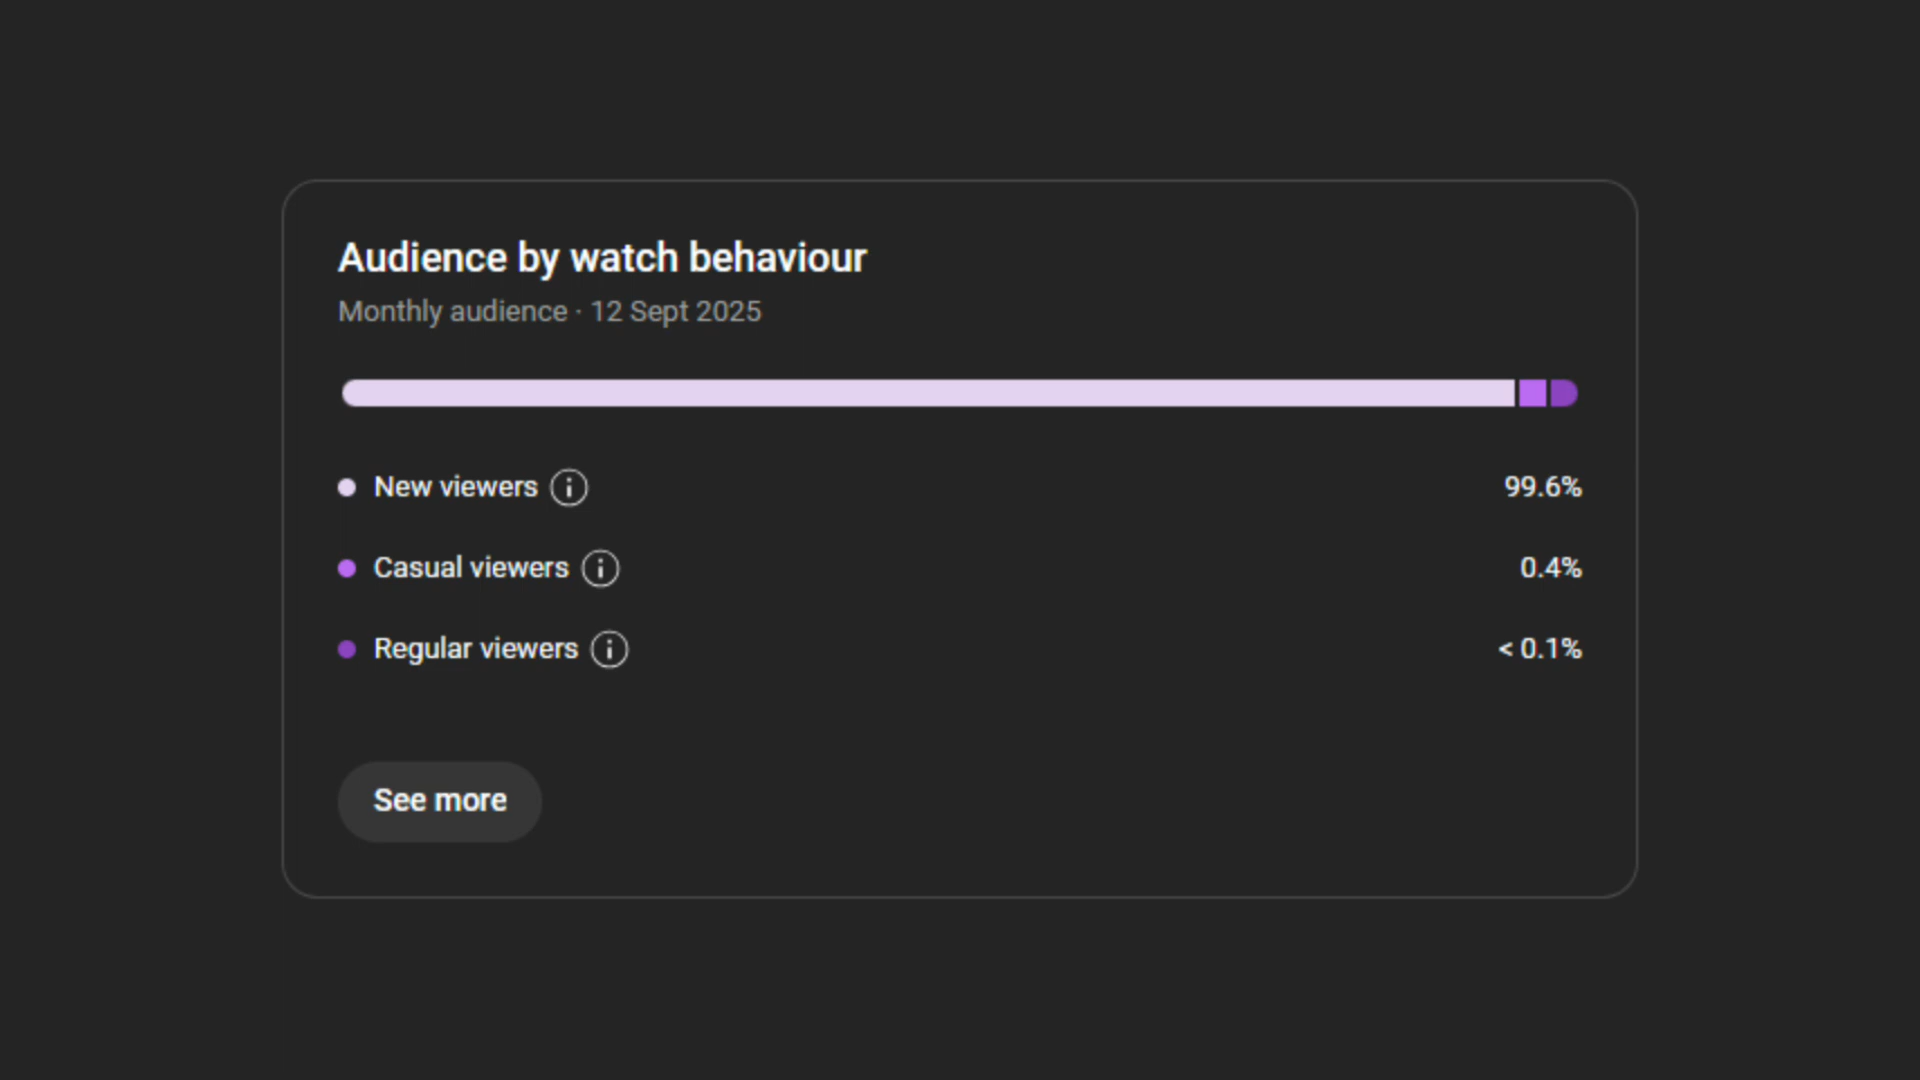 Audience by watch behaviour
Monthly audience · 12 Sept 2025
New viewers 99.6%
Casual viewers 0.4%
Regular viewers < 0.1%
See more